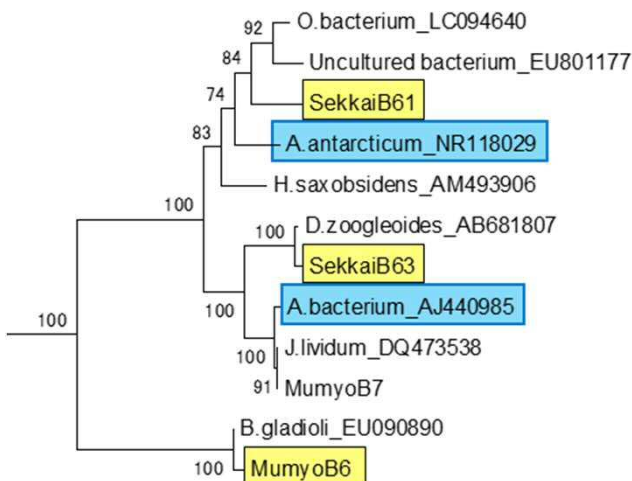 92
O.bacterium_LC094640
84
Uncultured bacterium_EU801177
74
SekkaiB61
83
A.antarcticum_NR118029
100
H.saxobsidens_AM493906
100
D.zoogleoides_AB681807
SekkaiB63
100
A.bacterium_AJ440985
100
J.lividum_DQ473538
100
91
MumyoB7
B.gladioli_EU090890
100
MumyoB6